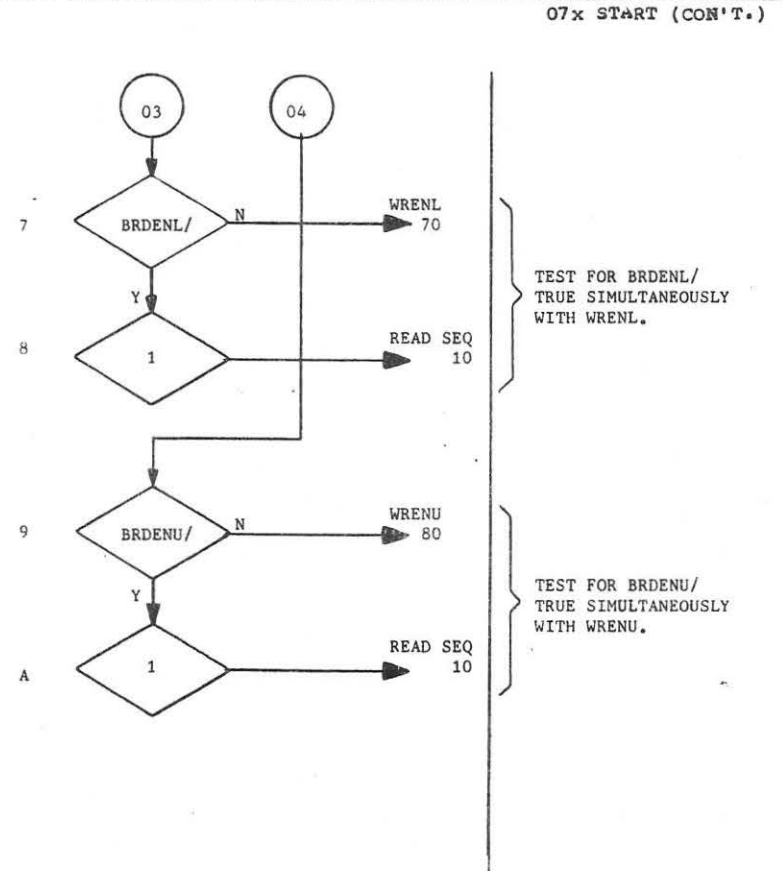 07x START (CON'T.)
03
04
7
BRDENL/
N
WRENL
70
TEST FOR BRDENL/
TRUE SIMULTANEOUSLY
WITH WRENL.
Y
8
1
READ SEQ
10
9
BRDENU/
N
WRENU
80
TEST FOR BRDENU/
TRUE SIMULTANEOUSLY
WITH WRENU.
Y
A
1
READ SEQ
10